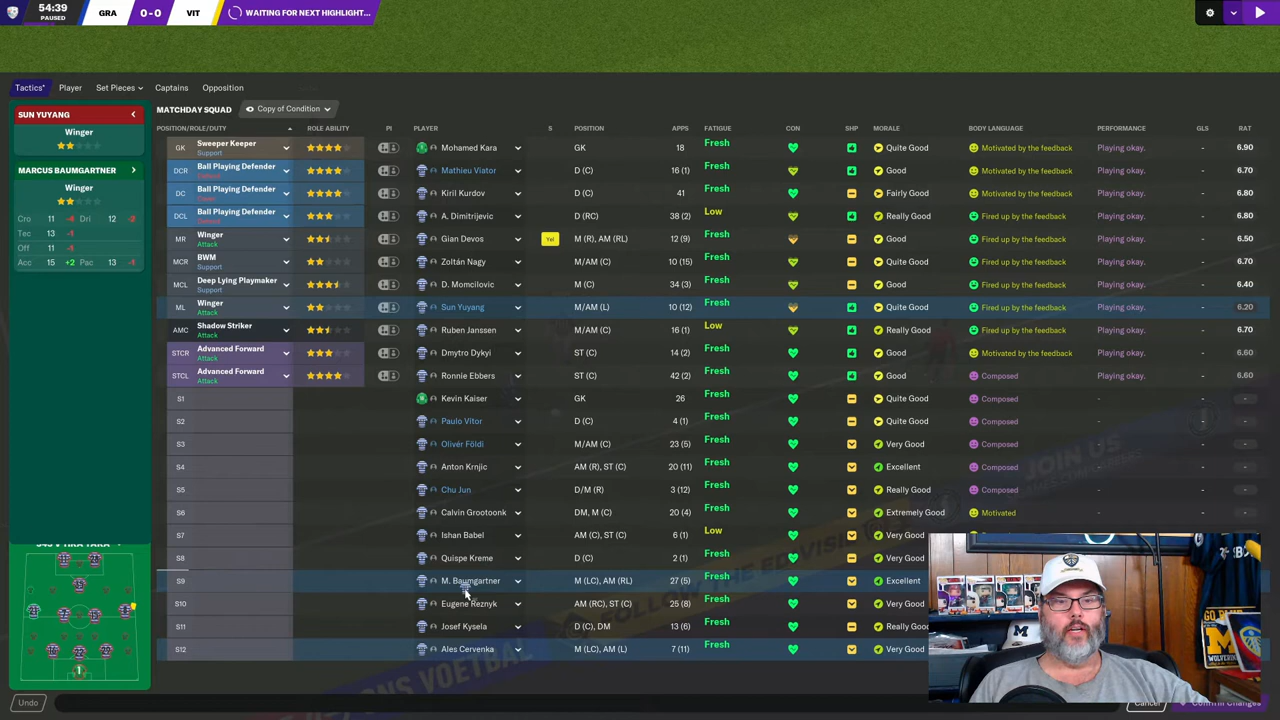 54:39
PAUSED
GRA 0-0 VIT
WAITING FOR NEXT HIGHLIGHT...
Tactics* Player Set Pieces Captains Opposition
SUN YUYANG
Winger
MARCUS BAUMGARTNER
Winger
Cro 11 -4 Dri 12
Tec 13
Off 11
Acc 15 +2 Pac 13
MATCHDAY SQUAD Copy of Condition
POSITION/ROLE/DUTY ROLE ABILITY PI PLAYER S POSITION APPS FATIGUE CON SHP MORALE BODY LANGUAGE PERFORMANCE GLS RAT
GK Sweeper Keeper Support Mohamed Kara GK 18 Fresh Quite Good Motivated by the feedback Playing okay. - 6.90
DCR Ball Playing Defender Mathieu Viator D (C) 16 (1) Fresh Good Motivated by the feedback Playing okay. - 6.70
DC Ball Playing Defender Kiril Kurdov D (C) 41 Fresh Fairly Good Motivated by the feedback Playing okay. - 6.80
DCL Ball Playing Defender A. Dimitrijevic D (RC) 38 (2) Low Really Good Fired up by the feedback Playing okay. - 6.80
MR Winger Attack Gian Devos Yel M (R), AM (RL) 12 (9) Fresh Good Fired up by the feedback Playing okay. - 6.50
MCR BWM Support Zoltán Nagy M/AM (C) 10 (15) Fresh Good Fired up by the feedback Playing okay. - 6.70
MCL Deep Lying Playmaker Support D. Momcilovic M (C) 34 (3) Fresh Good Fired up by the feedback Playing okay. - 6.40
ML Winger Attack Sun Yuyang M/AM (L) 10 (12) Fresh Quite Good Fired up by the feedback Playing okay. - 6.20
AMC Shadow Striker Attack Ruben Janssen M/AM (C) 16 (1) Low Really Good Fired up by the feedback Playing okay. - 6.70
STCR Advanced Forward Attack Dmytro Dykyi ST (C) 14 (2) Fresh Good Motivated by the feedback Playing okay. - 6.60
STCL Advanced Forward Attack Ronnie Ebbers ST (C) 42 (2) Fresh Good Composed Playing okay. - 6.60
S1 Kevin Kaiser GK 26 Fresh Quite Good Composed - - -
S2 Paulo Vítor D (C) 4 (1) Fresh Quite Good Composed - - -
S3 Olivér Földi M/AM (C) 23 (5) Fresh Very Good Composed - - -
S4 Anton Krnjic AM (R), ST (C) 20 (11) Fresh Excellent Composed - - -
S5 Chu Jun D/M (R) 3 (12) Fresh Really Good Composed - - -
S6 Calvin Grootoonk DM, M (C) 20 (4) Fresh Extremely Good Motivated - - -
S7 Ishan Babel AM (C), ST (C) 6 (1) Low Very Good
S8 Quispe Kreme D (C) 2 (1) Fresh Very Good
S9 M. Baumgartner M (LC), AM (RL) 27 (5) Fresh Excellent
S10 Eugene Reznyk AM (RC), ST (C) 25 (8) Fresh Very Good
S11 Josef Kysela D (C), DM 13 (6) Fresh Really Good
S12 Ales Cervenka M (LC), AM (L) 7 (11) Fresh Very Good
JOIN US
Undo Cancel Confirm Changes